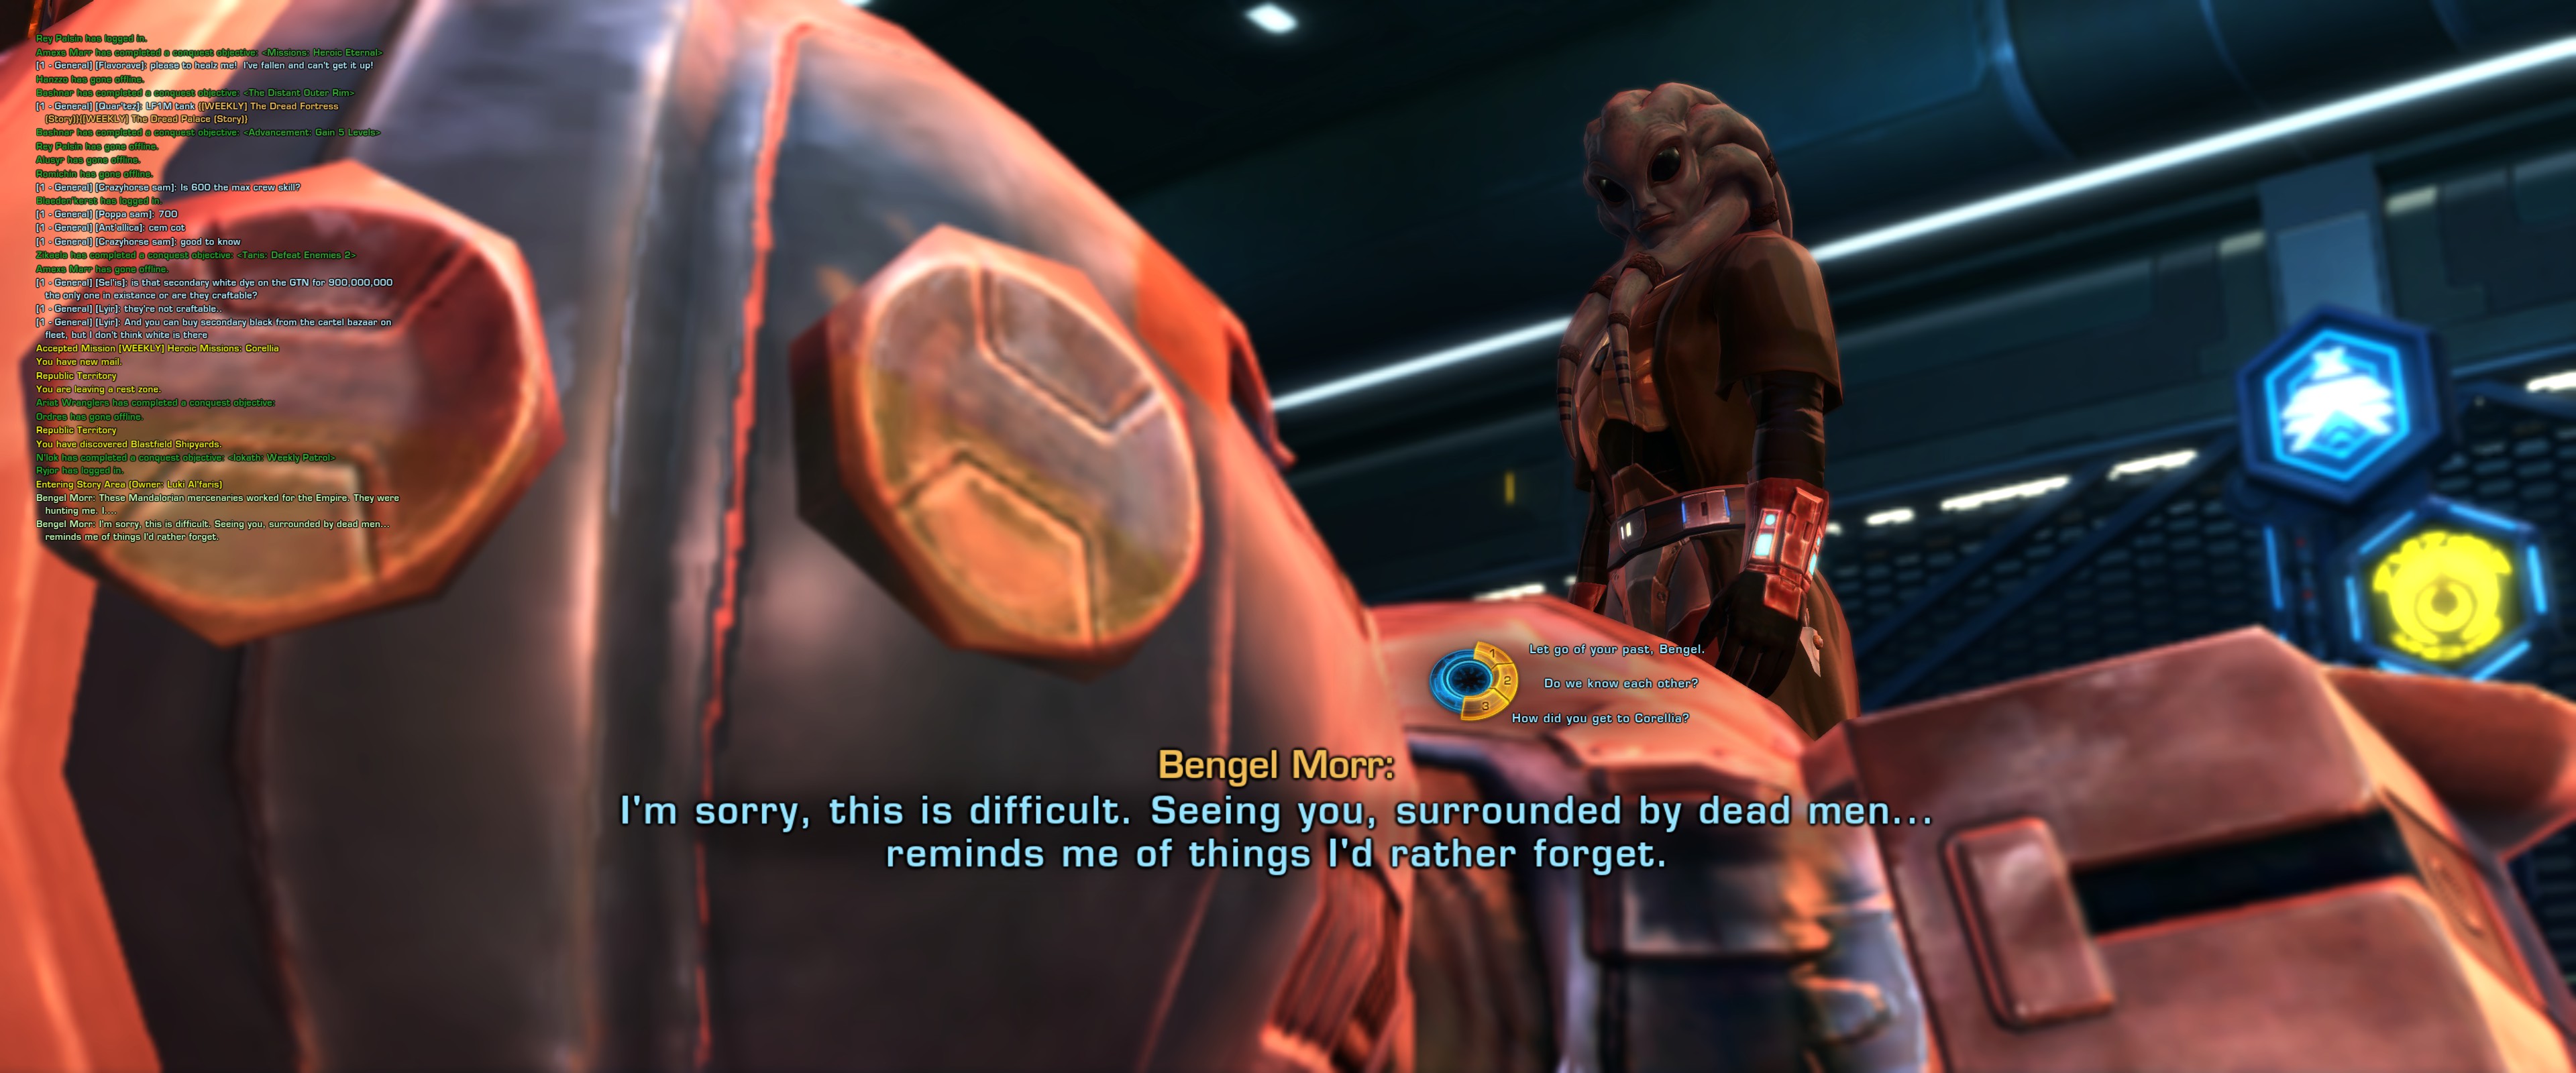 Rey Palsin has logged in.
Amexs Marr has completed a conquest objective: <Missions: Heroic Eternal>
[1 - General] [Flavorave]: please to healz me!  I've fallen and can't get it up!
Hanzzo has gone offline.
Bashnar has completed a conquest objective: <The Distant Outer Rim>
[1 - General] [Quar'tez]: LF1M tank ([WEEKLY] The Dread Fortress
(Story)][[WEEKLY] The Dread Palace (Story)]
Bashnar has completed a conquest objective: <Advancement: Gain 5 Levels>
Rey Palsin has gone offline.
Alusyr has gone offline.
Romichin has gone offline.
[1 - General] [Crazyhorse sam]: Is 600 the max crew skill?
Blaeden'kerst has logged in.
[1 - General] [Poppa sam]: 700
[1 - General] [Ant'allica]: cem cot
[1 - General] [Crazyhorse sam]: good to know
Zikaela has completed a conquest objective: <Taris: Defeat Enemies 2>
Amexs Marr has gone offline.
[1 - General] [Sel'is]: is that secondary white dye on the GTN for 900,000,000
the only one in existance or are they craftable?
[1 - General] [Lyir]: they're not craftable..
[1 - General] [Lyir]: And you can buy secondary black from the cartel bazaar on
fleet, but I don't think white is there
Accepted Mission [WEEKLY] Heroic Missions: Corellia
You have new mail.
Republic Territory
You are leaving a rest zone.
Ariat Wranglers has completed a conquest objective:
Ordres has gone offline.
Republic Territory
You have discovered Blastfield Shipyards.
N'lok has completed a conquest objective: <Iokath: Weekly Patrol>
Ryjor has logged in.
Entering Story Area (Owner: Luki Al'faris)
Bengel Morr: These Mandalorian mercenaries worked for the Empire. They were
hunting me. I....
Bengel Morr: I'm sorry, this is difficult. Seeing you, surrounded by dead men...
reminds me of things I'd rather forget.
1 Let go of your past, Bengel.
2 Do we know each other?
3 How did you get to Corellia?
Bengel Morr:
I'm sorry, this is difficult. Seeing you, surrounded by dead men...
reminds me of things I'd rather forget.